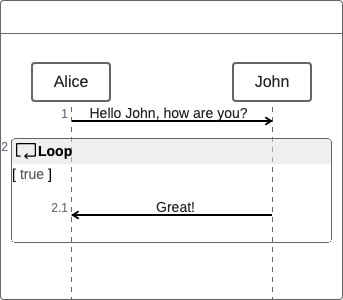 Alice
John
1
Hello John, how are you?
2
Loop
[ true ]
2.1
Great!